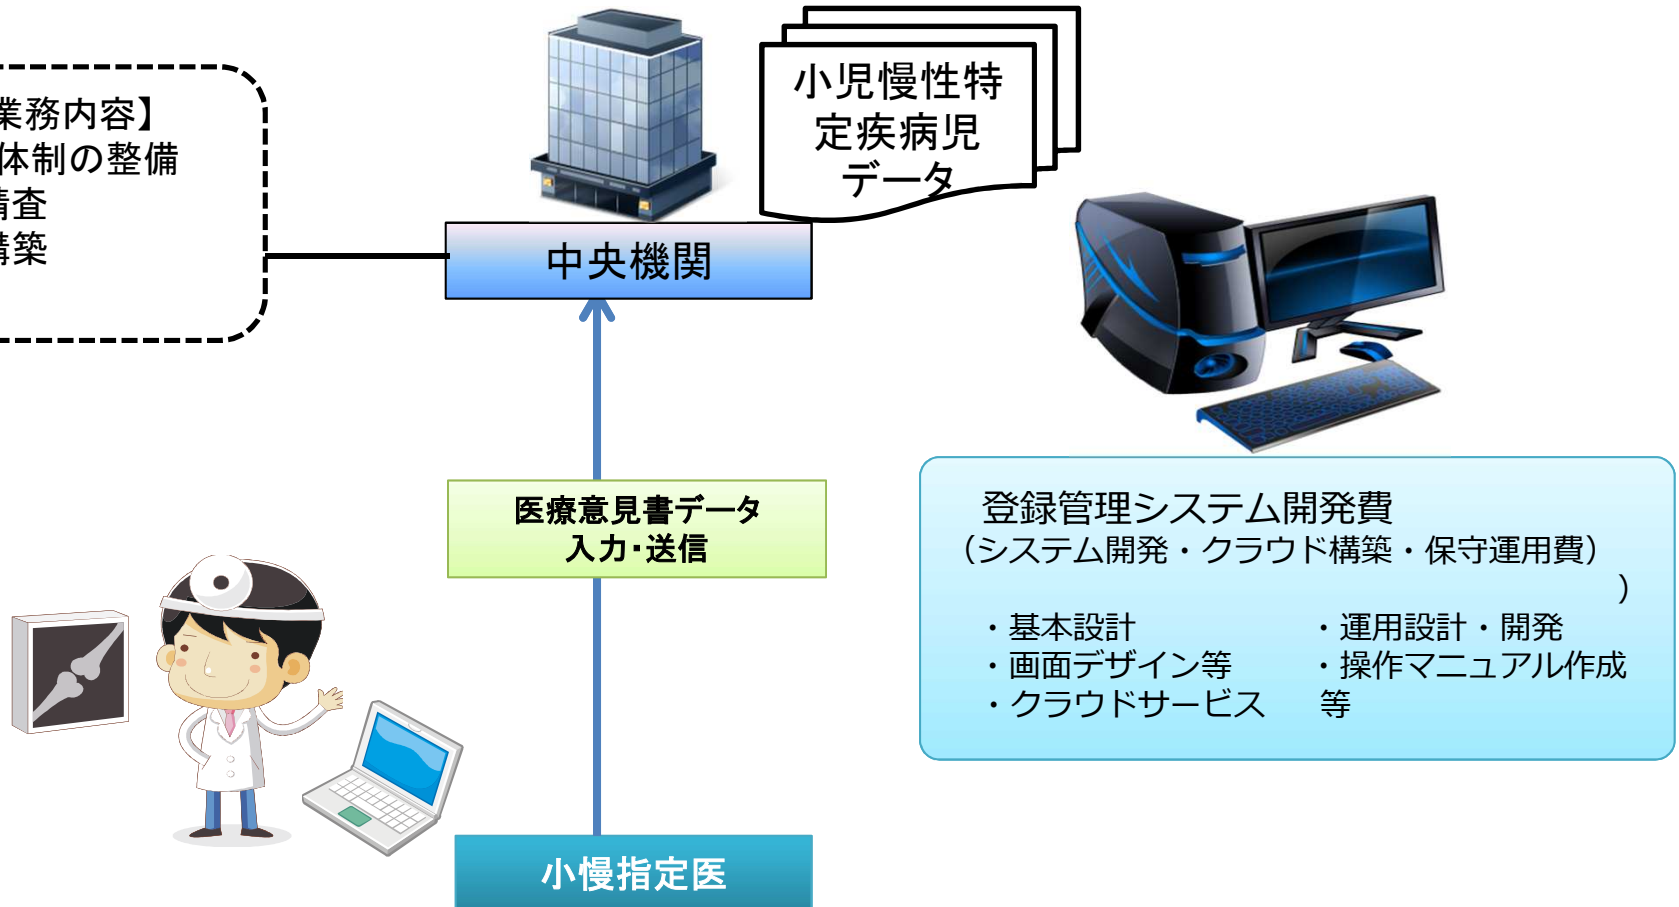 業務内容】
体制の整備
精査
構築
小児慢性特
定疾病児
データ
中央機関
医療意見書データ
入力・送信
小慢指定医
登録管理システム開発費
（システム開発・クラウド構築・保守運用費）
）
・基本設計
・画面デザイン等
・クラウドサービス
・運用設計・開発
・操作マニュアル作成
等